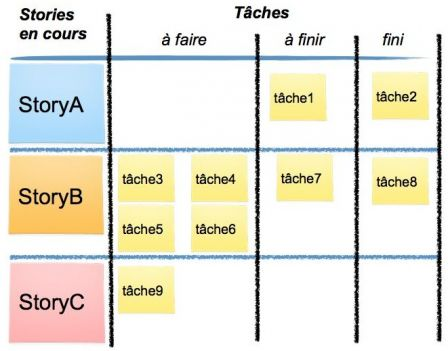 Stories
en cours
Tâches
à faire
à finir
fini
StoryA
tâche1
tâche2
StoryB
tâche3
tâche4
tâche7
tâche8
tâche5
tâche6
StoryC
tâche9